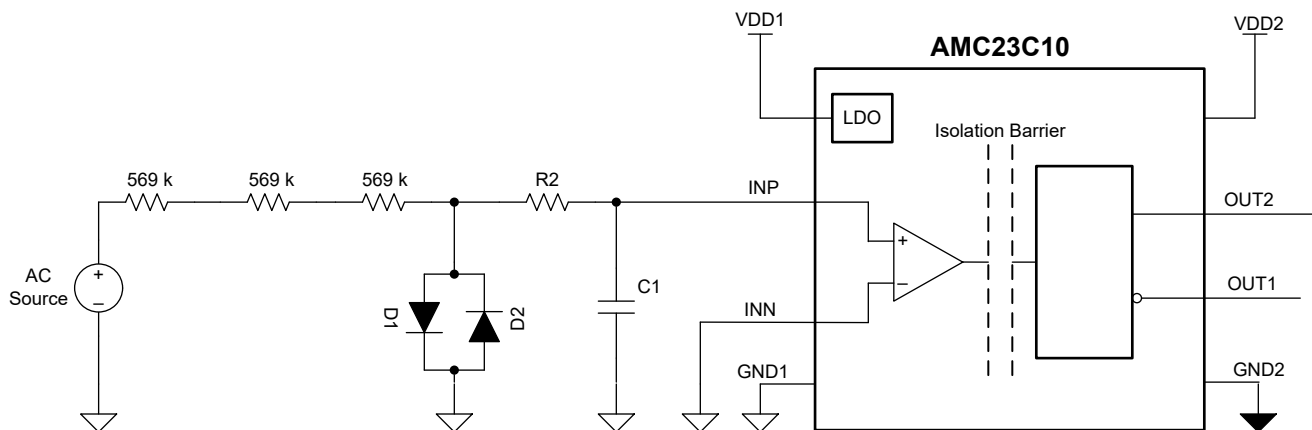 VDD1
VDD2
AMC23C10
LDO
Isolation Barrier
569 k
569 k
569 k
R2
INP
OUT2
AC
Source
+
−
D1
D2
C1
+
−
INN
OUT1
GND1
GND2